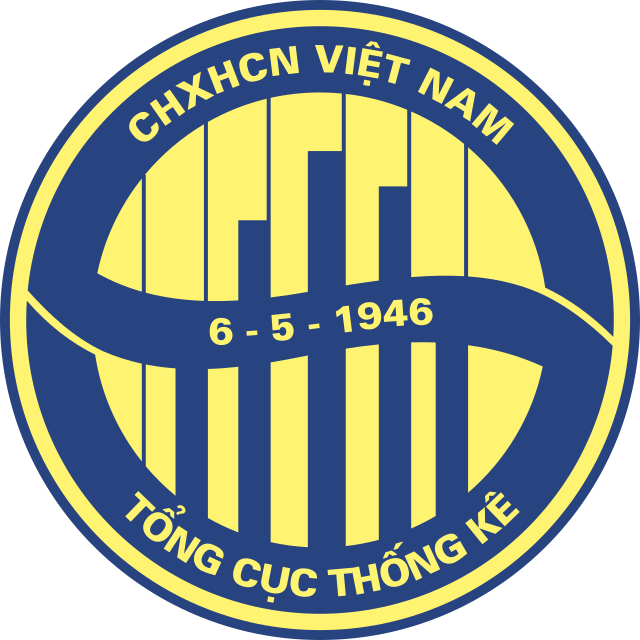 CHXHCN VIỆT NAM
6 - 5 - 1946
TỔNG CỤC THỐNG KÊ